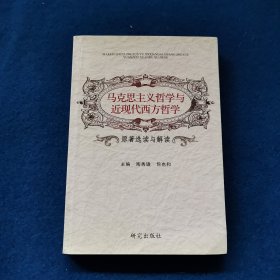 马克思主义哲学与
近现代西方哲学
原著选读与解读
主编
研究出版社